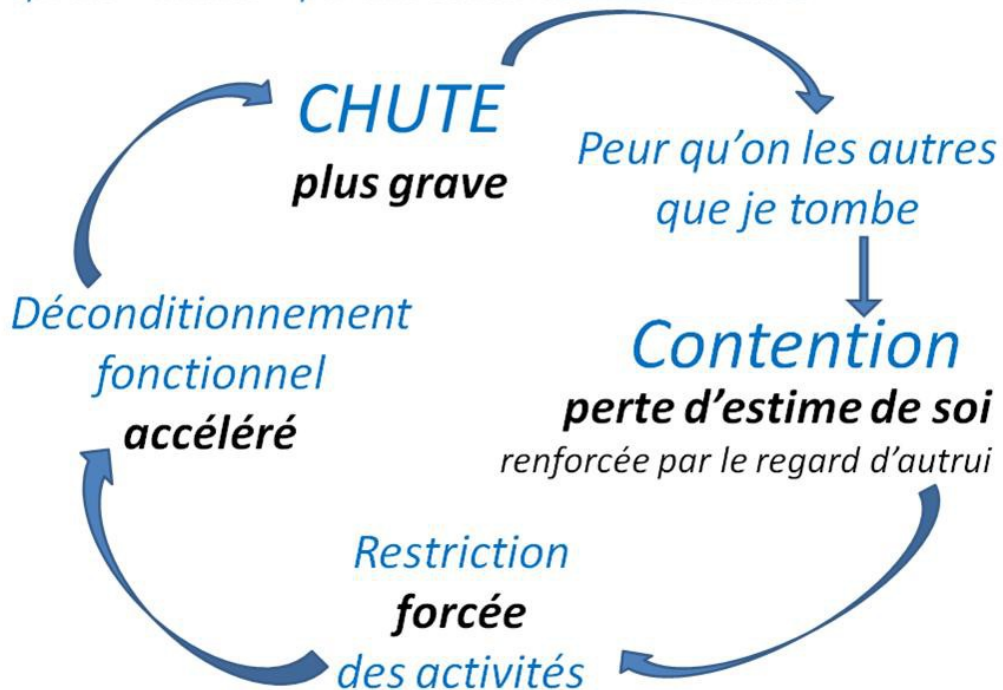 CHUTE
plus grave
Peur qu’on les autres
que je tombe
Contention
perte d’estime de soi
renforcée par le regard d’autrui
Restriction
forcée
des activités
Déconditionnement
fonctionnel
accéléré